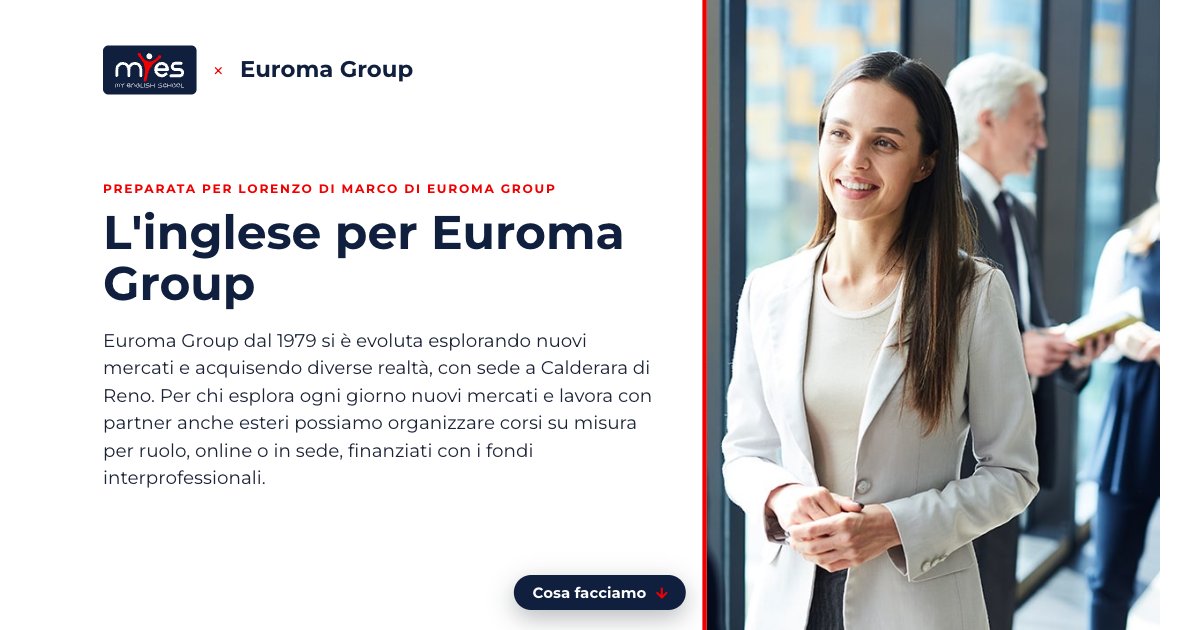 myes
MY ENGLISH SCHOOL
× Euroma Group
PREPARATA PER LORENZO DI MARCO DI EUROMA GROUP
L'inglese per Euroma
Group
Euroma Group dal 1979 si è evoluta esplorando nuovi
mercati e acquisendo diverse realtà, con sede a Calderara di
Reno. Per chi esplora ogni giorno nuovi mercati e lavora con
partner anche esteri possiamo organizzare corsi su misura
per ruolo, online o in sede, finanziati con i fondi
interprofessionali.
Cosa facciamo ↓